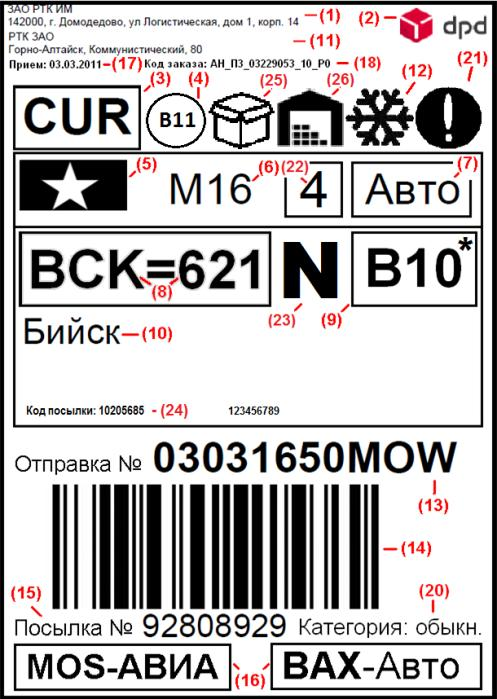 ЗАО РТК ИМ
142000, г. Домодедово, ул Логистическая, дом 1, корп. 14 (1) (2) dpd
РТК ЗАО (11)
Горно-Алтайск, Коммунистический, 80
Прием: 03.03.2011 (17) Код заказа: АН_ПЗ_03229053_10_Р0 (18)
(3) (4) (25) (26) (12) (21)
CUR B11
(5) М16 (6) (22) 4 Авто (7)
ВСК=621 N В10*
(8) (23) (9)
Бийск (10)
Код посылки: 10205685 (24) 123456789
Отправка № 03031650MOW
(13)
(14)
(15) (20)
Посылка № 92808929 Категория: обыкн.
MOS-АВИА (16) ВАХ-Авто